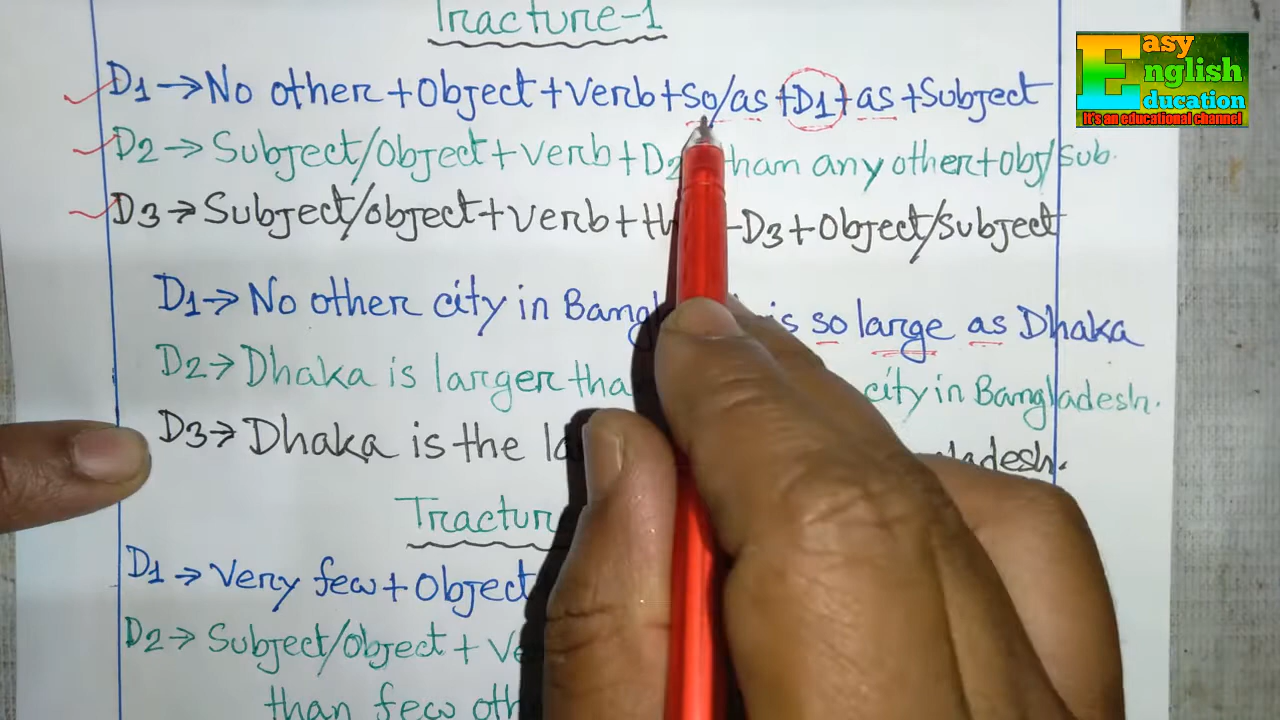 Tracture-1
D1→No other+Object+verb+so/as+D1+as+Subject
D2→Subject/Object+verb+D2 than any other+obj/sub.
D3→Subject/object+verb+ D3+Object/Subject
D1→No other city in is so large as Dhaka
D2→Dhaka is larger city in Bangladesh.
D3→Dhaka is the
D1→Very few+Object
D2→Subject/Object+
than few
Easy
English
Education
It's an educational channel